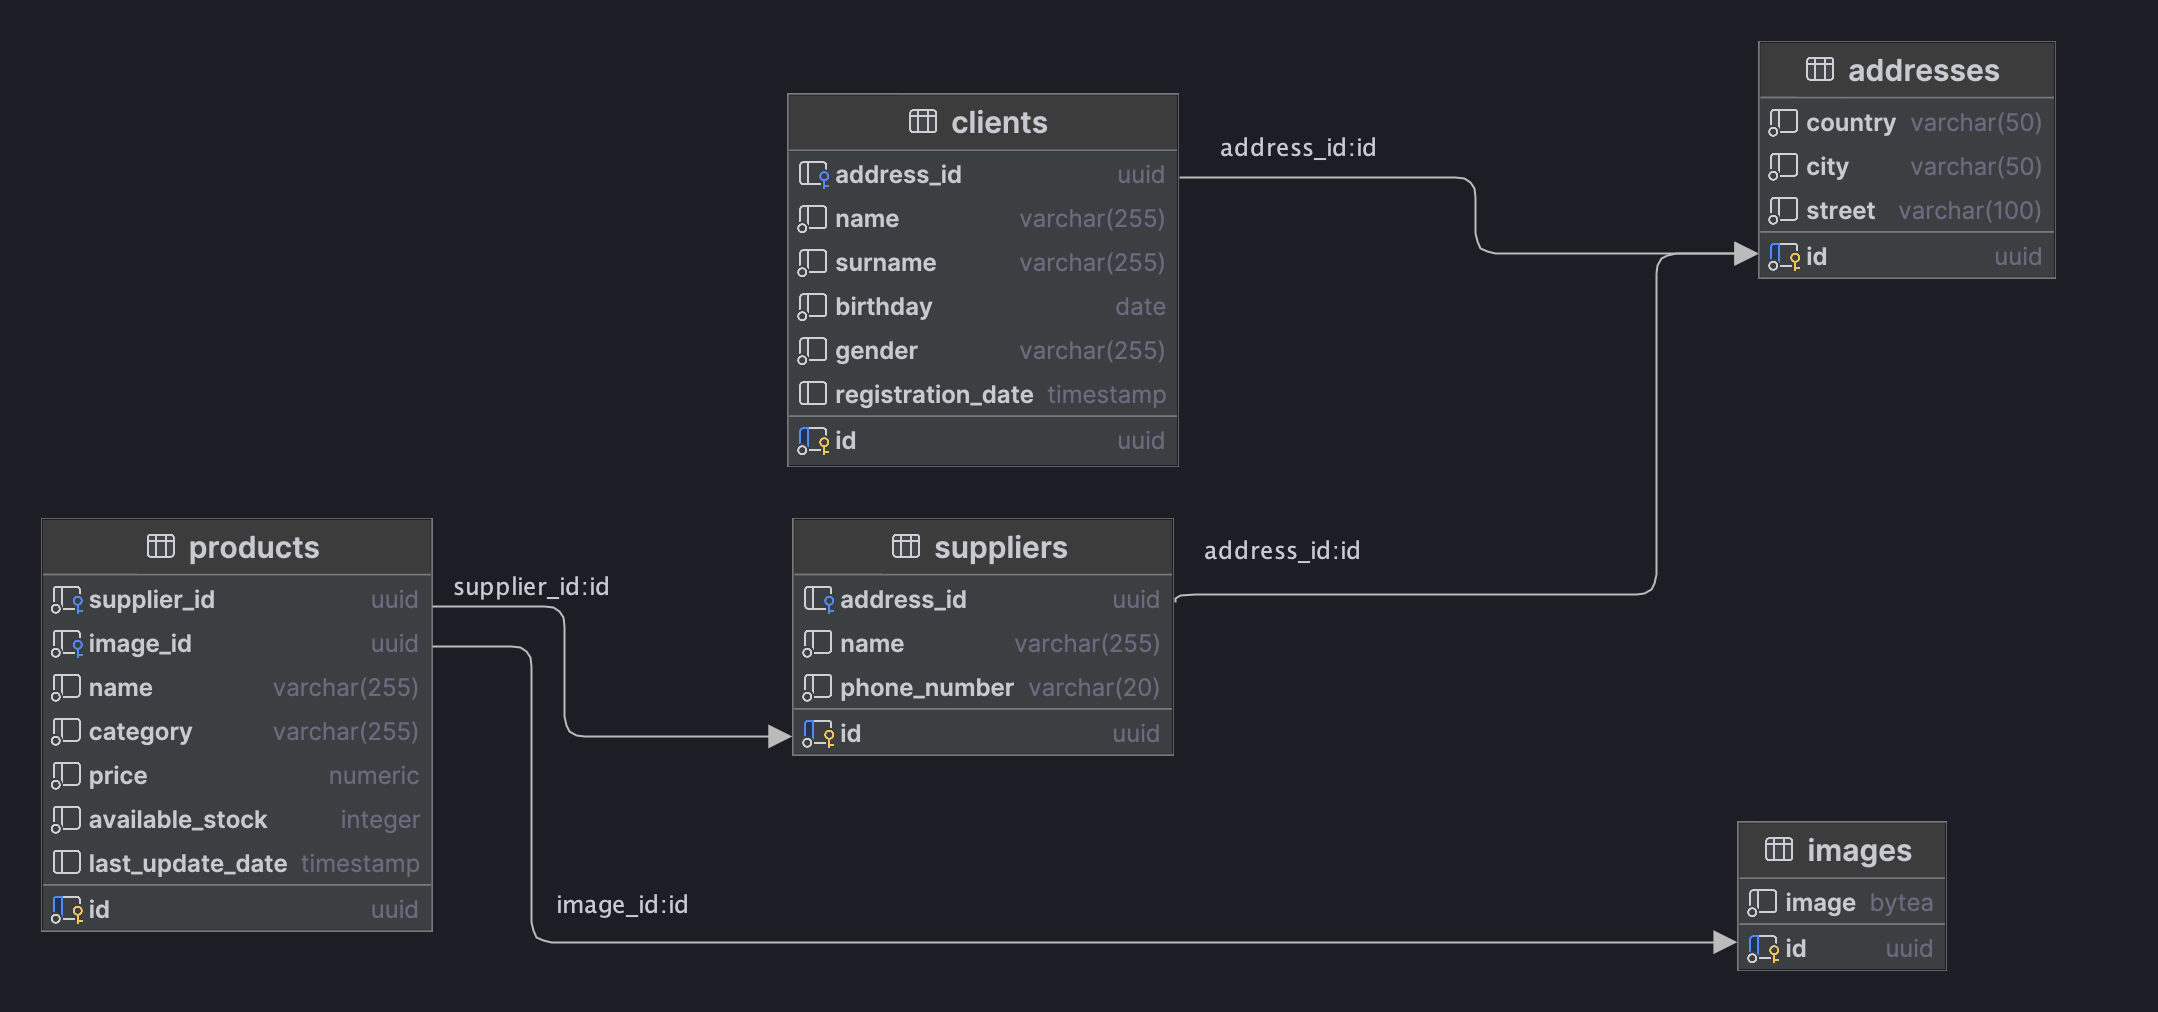 addresses
country varchar(50)
city varchar(50)
street varchar(100)
id uuid
clients
address_id uuid
name varchar(255)
surname varchar(255)
birthday date
gender varchar(255)
registration_date timestamp
id uuid
address_id:id
products
supplier_id uuid
image_id uuid
name varchar(255)
category varchar(255)
price numeric
available_stock integer
last_update_date timestamp
id uuid
supplier_id:id
suppliers
address_id uuid
name varchar(255)
phone_number varchar(20)
id uuid
address_id:id
image_id:id
images
image bytea
id uuid